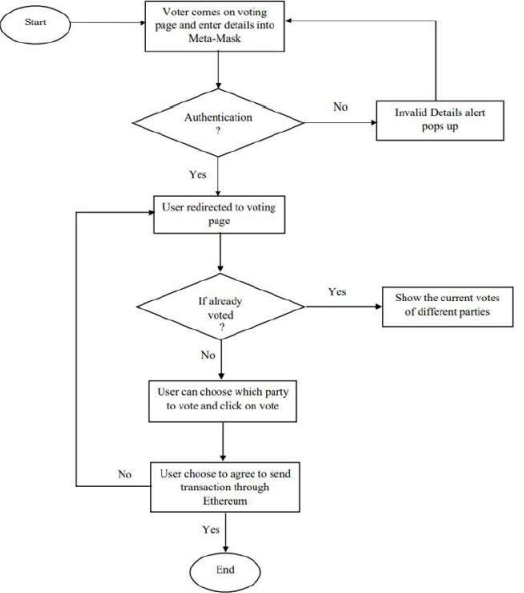 Start
Voter comes on voting
page and enter details into
Meta-Mask
Authentication
?
No
Invalid Details alert
pops up
Yes
User redirected to voting
page
If already
voted
?
Yes
Show the current votes
of different parties
No
User can choose which party
to vote and click on vote
No
User choose to agree to send
transaction through
Ethereum
Yes
End